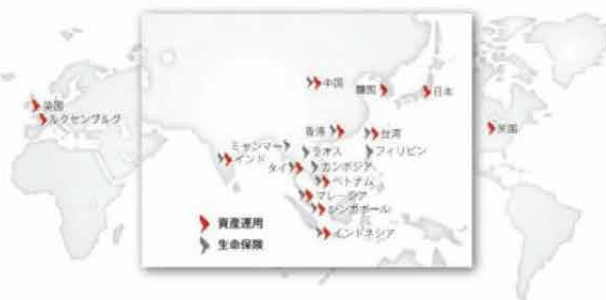 中国
韓国
日本
英国
ルクセンブルグ
香港
台湾
米国
ミャンマー
ラオス
フィリピン
インド
タイ
カンボジア
ベトナム
マレーシア
シンガポール
インドネシア
資産運用
生命保険